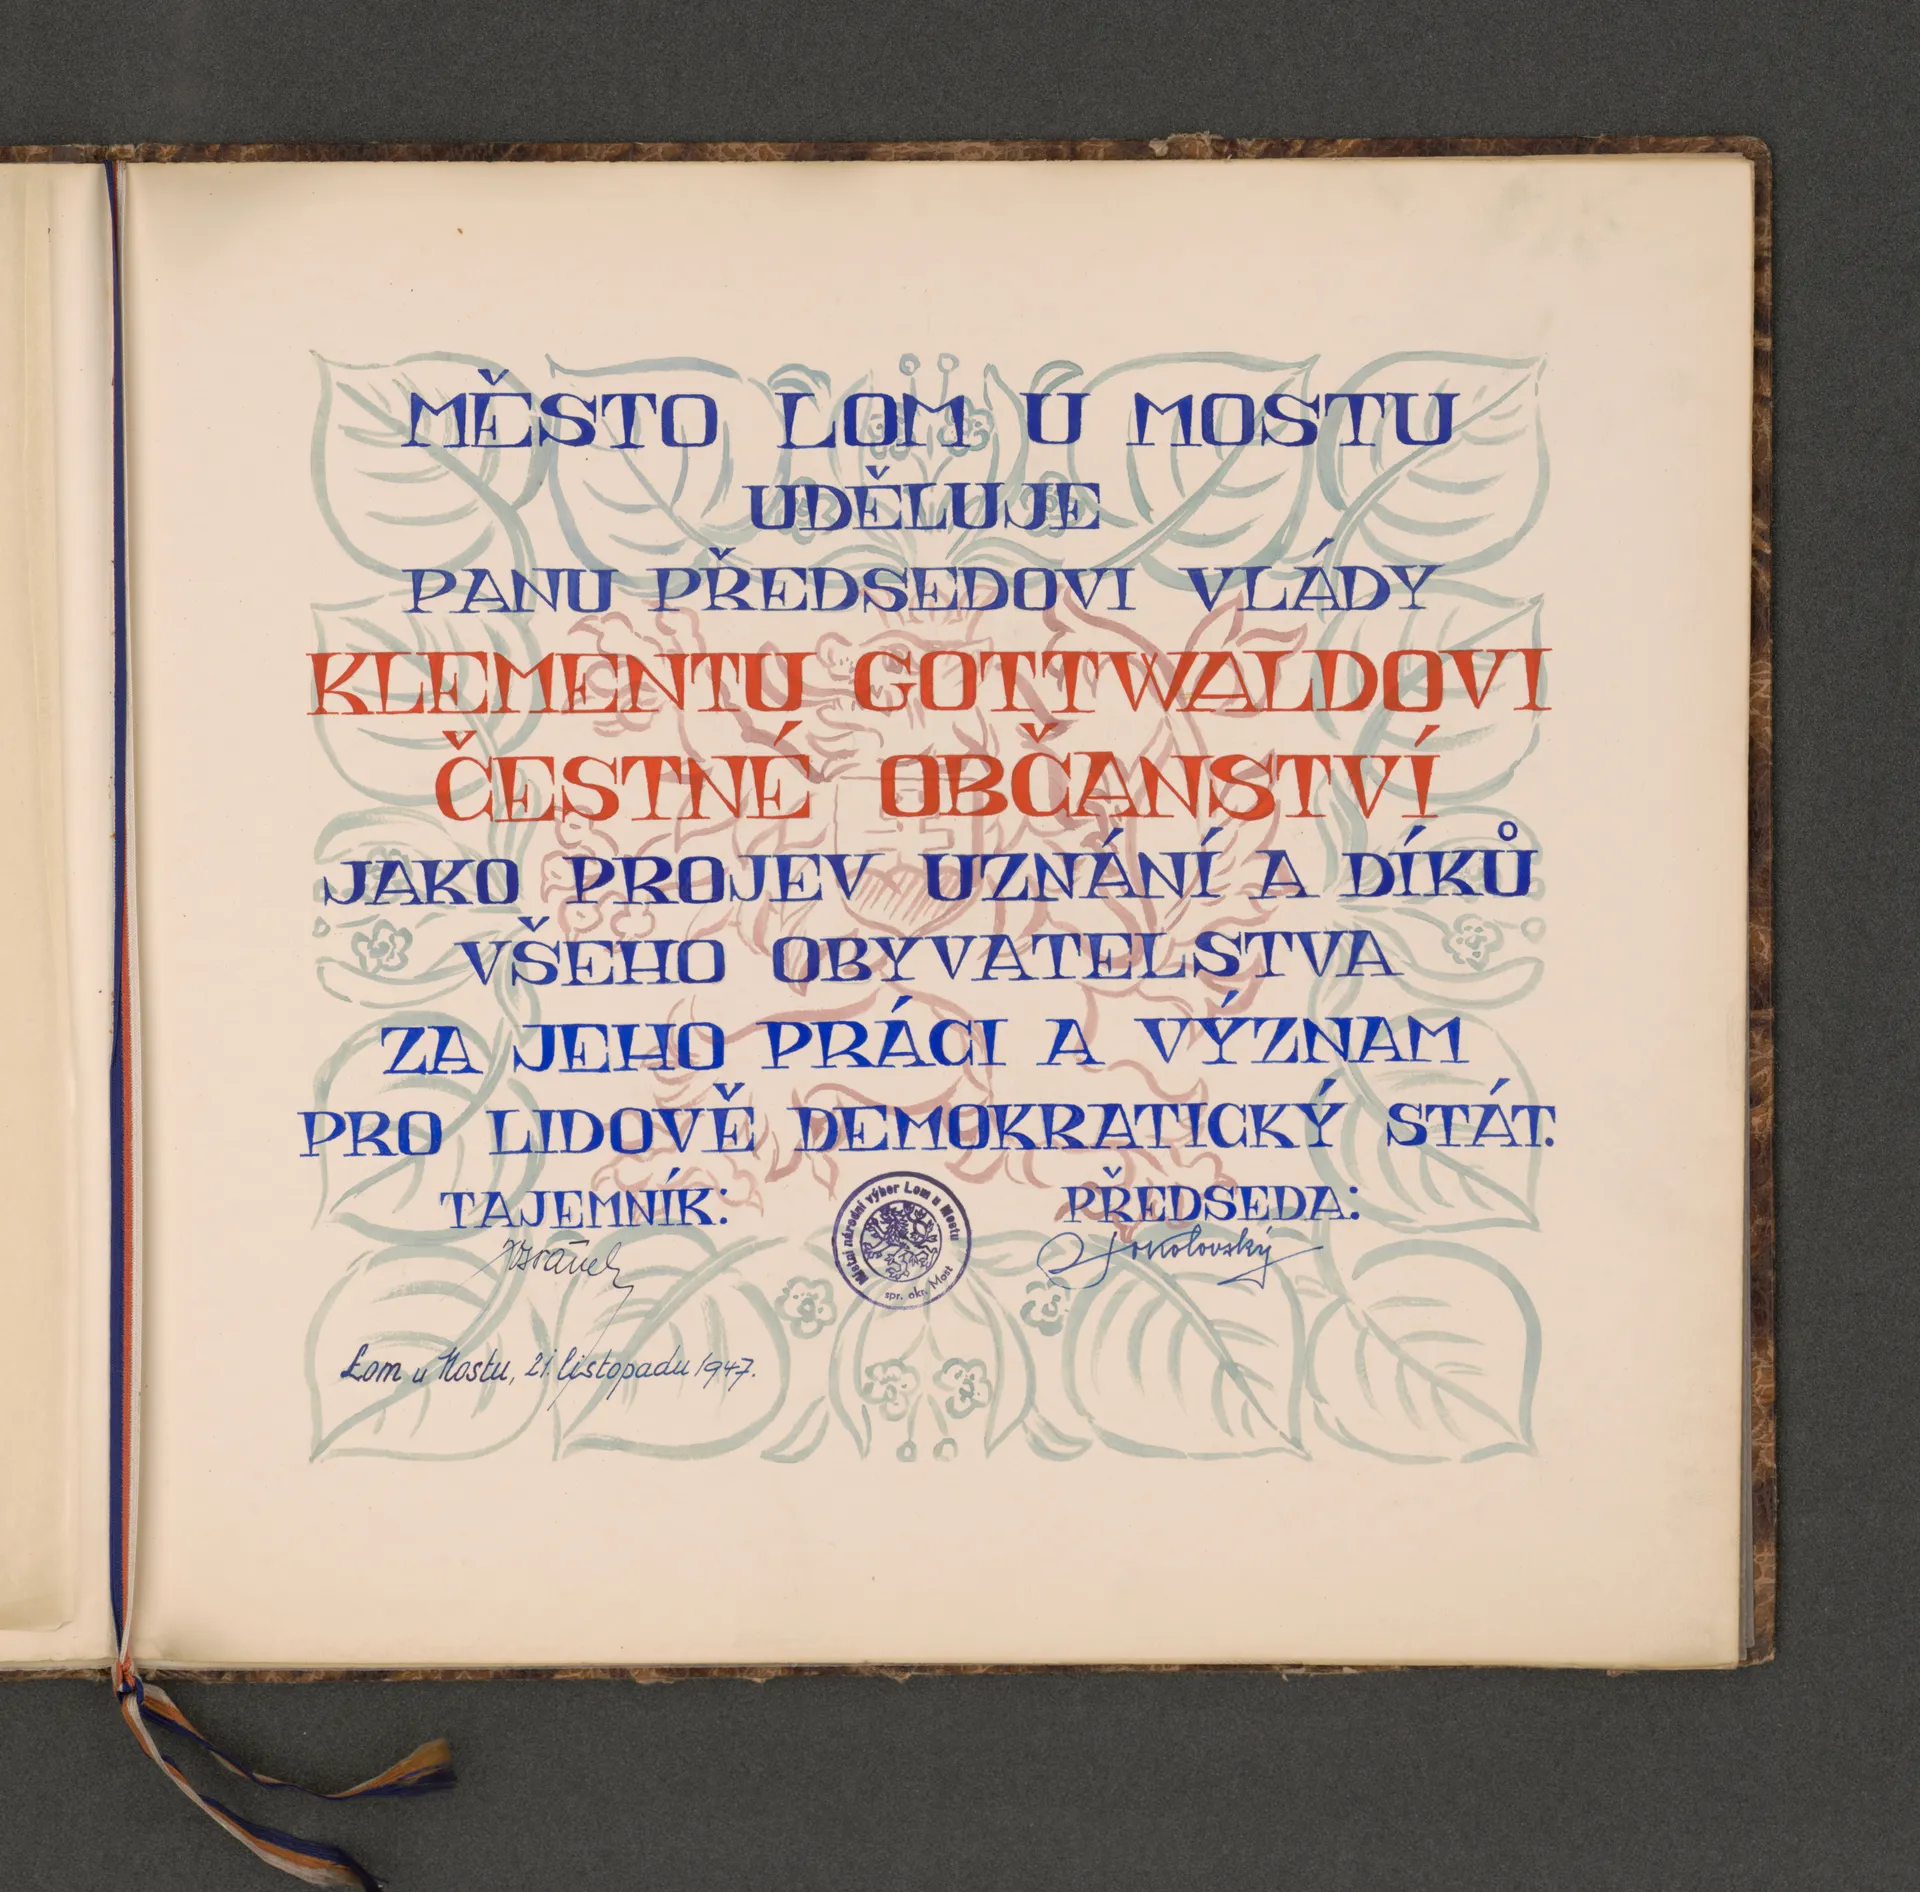 MĚSTO LOM U MOSTU
UDĚLUJE
PANU PŘEDSEDOVI VLÁDY
KLEMENTU GOTTWALDOVI
ČESTNÉ OBČANSTVÍ
JAKO PROJEV UZNÁNÍ A DÍKŮ
VŠEHO OBYVATELSTVA
ZA JEHO PRÁCI A VÝZNAM
PRO LIDOVĚ DEMOKRATICKÝ STÁT.
TAJEMNÍK: PŘEDSEDA:
Místní národní výbor Lom u Mostu
spr. okr. Most
Sokolovský
Lom u Mostu, 21. listopadu 1947.